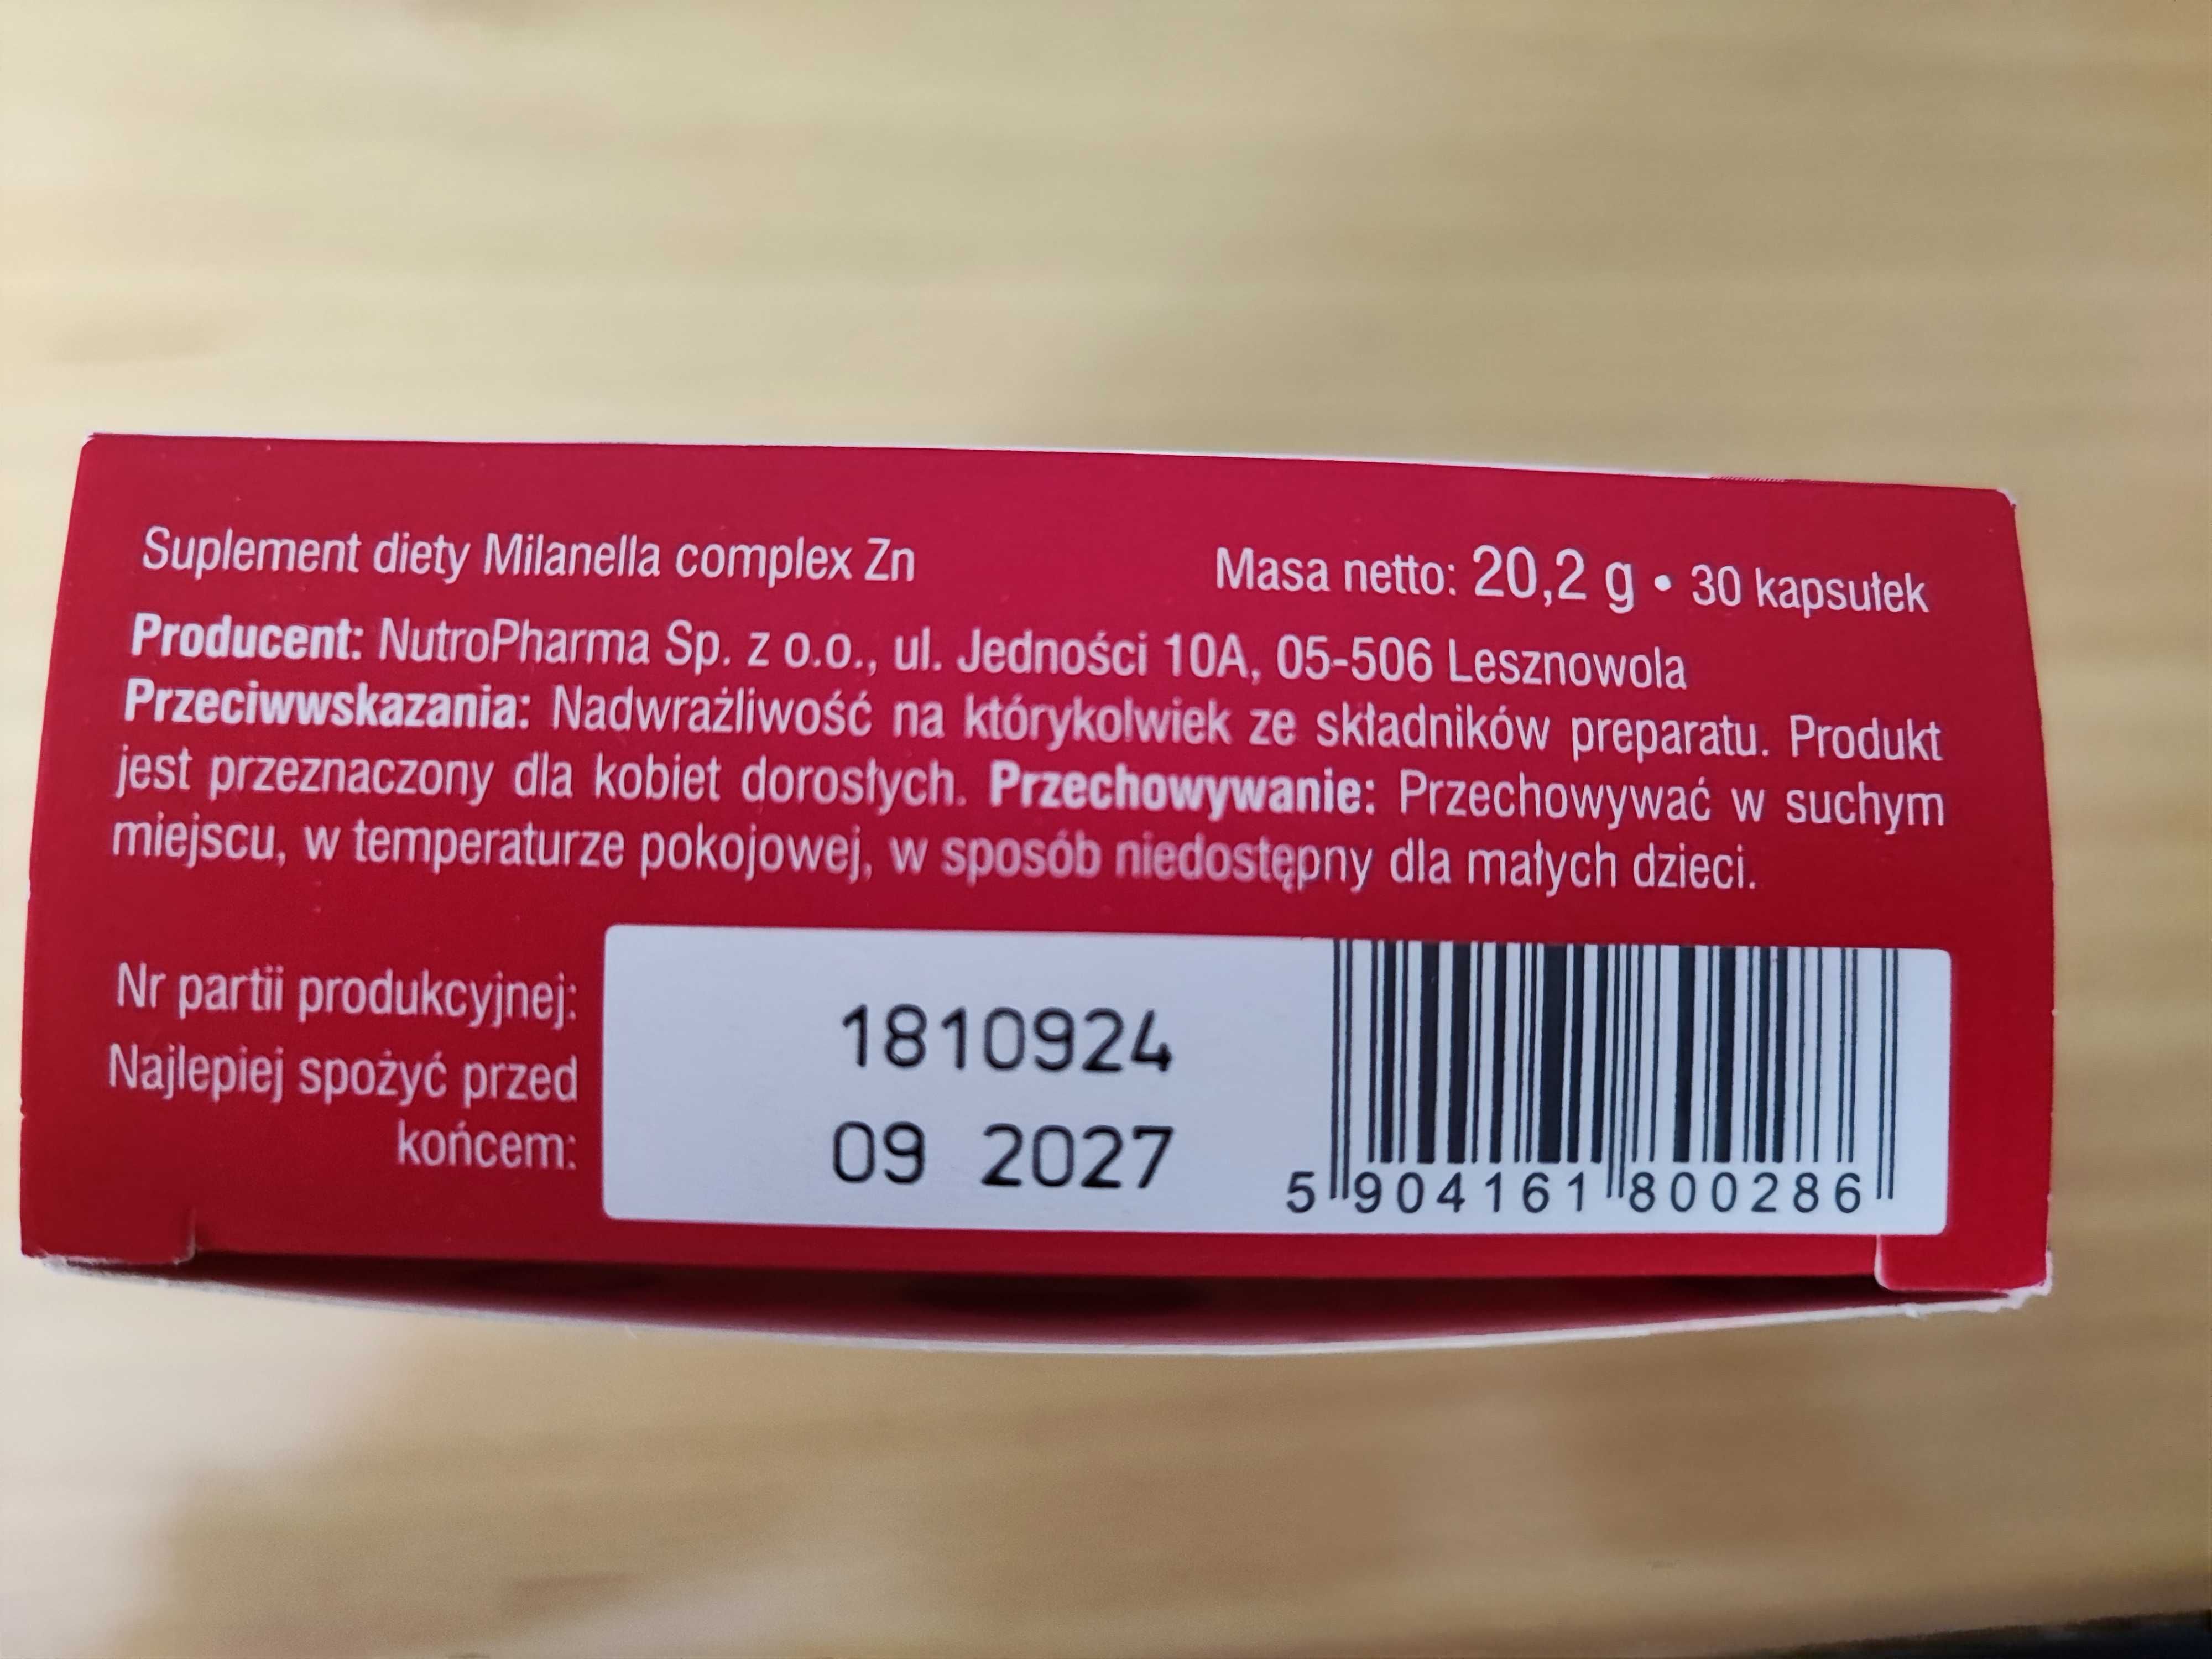 Suplement diety Milanella complex Zn
Masa netto: 20,2 g • 30 kapsułek
Producent: NutroPharma Sp. z o.o., ul. Jedności 10A, 05-506 Lesznowola
Przeciwwskazania: Nadwrażliwość na którykolwiek ze składników preparatu. Produkt
jest przeznaczony dla kobiet dorosłych. Przechowywanie: Przechowywać w suchym
miejscu, w temperaturze pokojowej, w sposób niedostępny dla małych dzieci.
Nr partii produkcyjnej:
1810924
Najlepiej spożyć przed
końcem:
09 2027
5 904161 800286